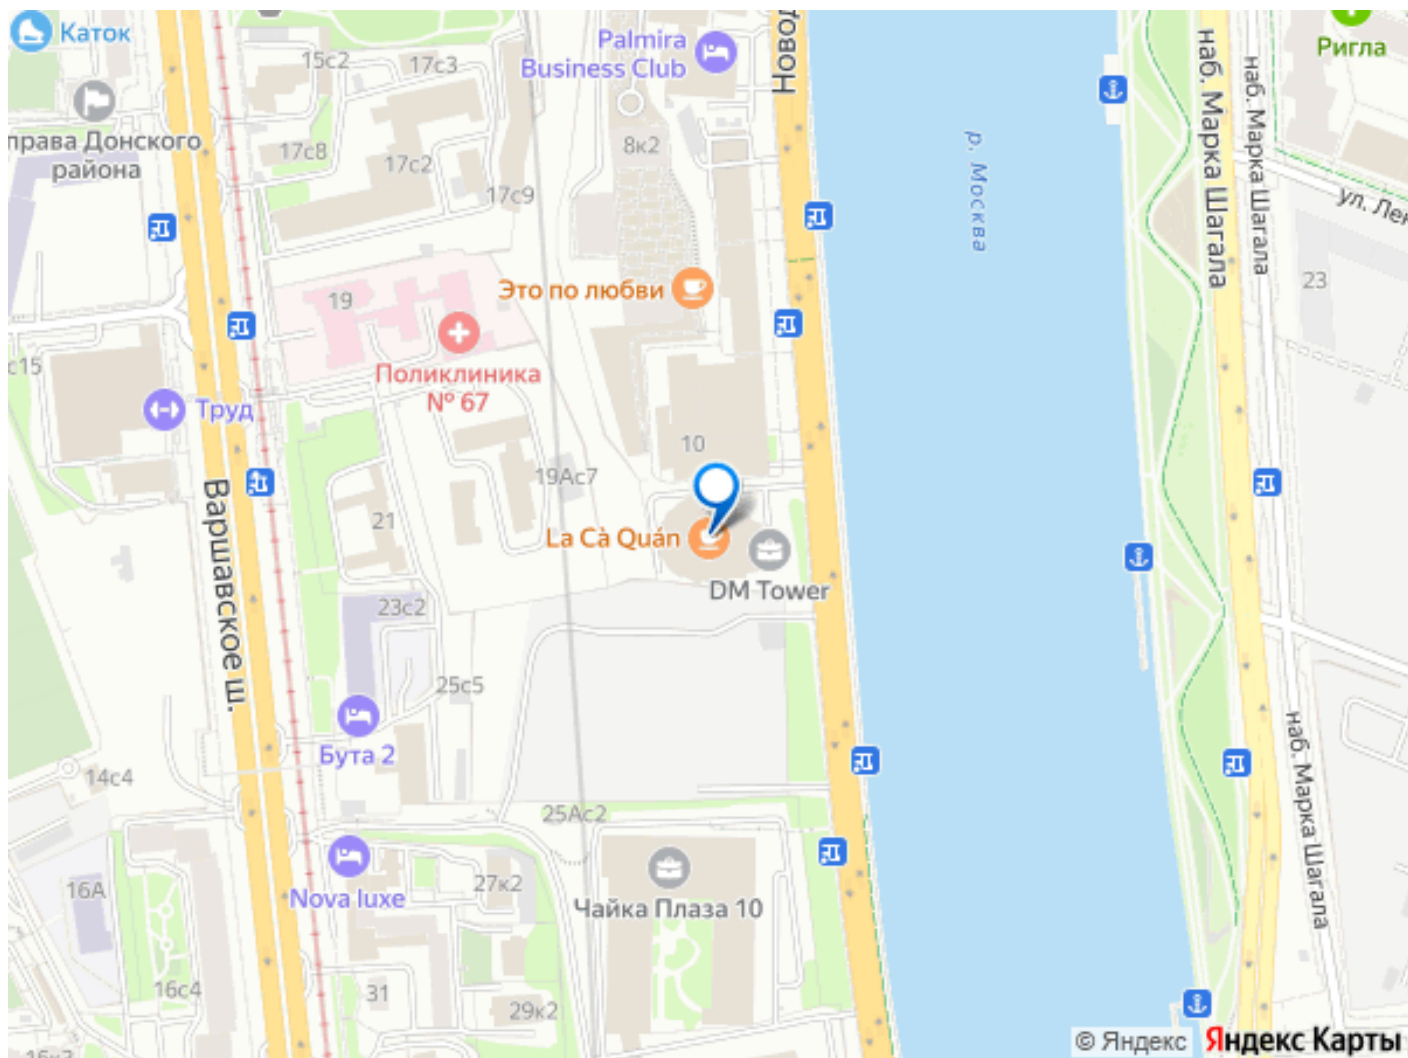 Каток
15с2
17с3
Palmira
Business Club
Новод
наб. Марка Шагала
наб. Марка Шагала
Ригла
права Донского
района
17с8
17с2
8к2
17с9
р. Москва
ул. Лен
23
19
Это по любви
с15
Поликлиника
№ 67
Труд
10
19Ас7
Варшавское ш.
21
La Cà Quán
DM Tower
23с2
25с5
наб. Марка Шагала
Бута 2
14с4
25Ас2
16А
Nova luxe
27к2
Чайка Плаза 10
16с4
31
29к2
16к3
© Яндекс Яндекс Карты